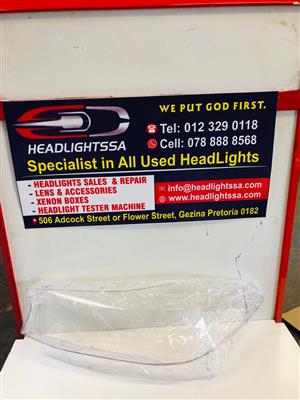 WE PUT GOD FIRST.
HEADLIGHTSSA
Tel: 012 329 0118
Cell: 078 888 8568
Specialist in All Used HeadLights
- HEADLIGHTS SALES & REPAIR
- LENS & ACCESSORIES
- XENON BOXES
- HEADLIGHT TESTER MACHINE
info@headlightssa.com
www.headlightssa.com
506 Adcock Street or Flower Street, Gezina Pretoria 0182